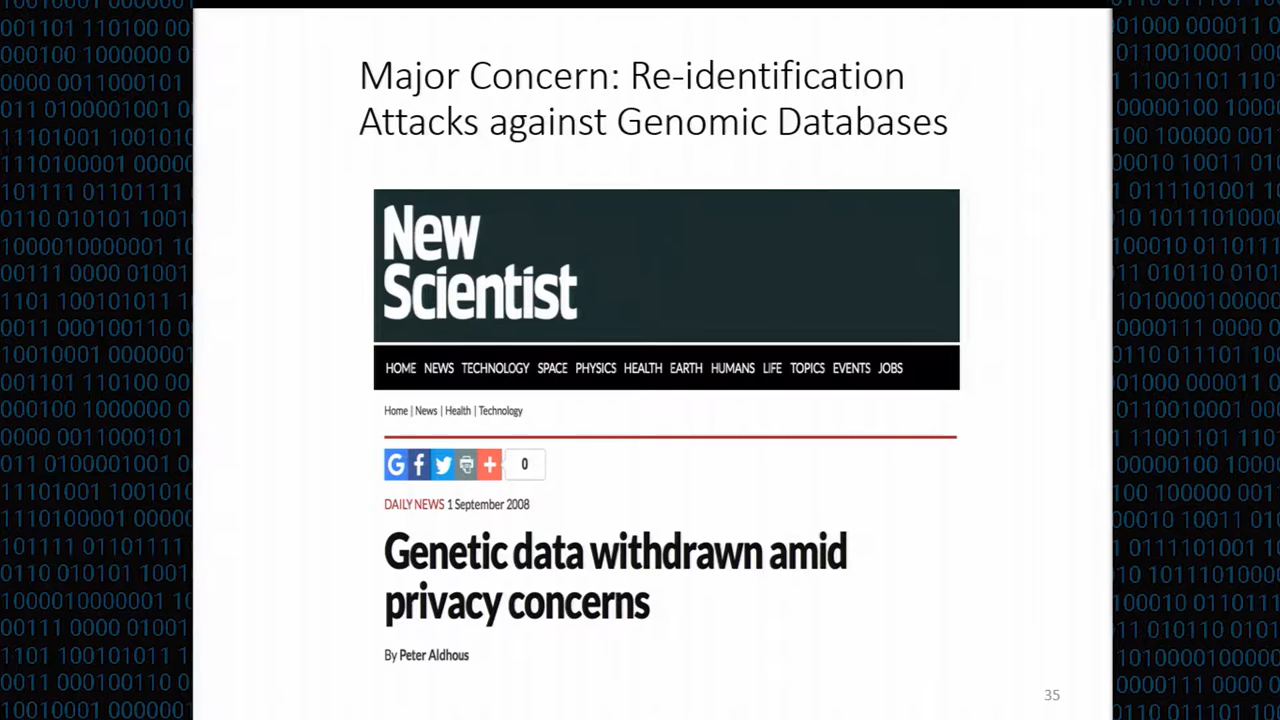 Major Concern: Re-identification
Attacks against Genomic Databases
New
Scientist
HOME NEWS TECHNOLOGY SPACE PHYSICS HEALTH EARTH HUMANS LIFE TOPICS EVENTS JOBS
Home | News | Health | Technology
0
DAILY NEWS 1 September 2008
Genetic data withdrawn amid
privacy concerns
By Peter Aldhous
35